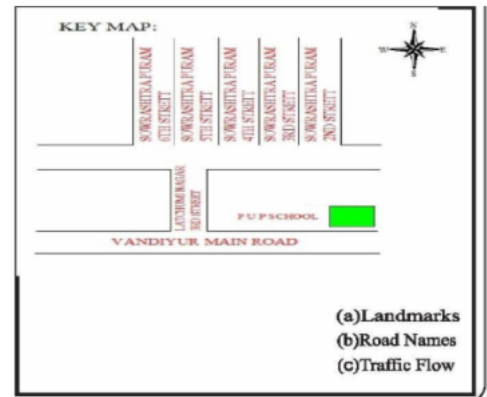 KEY MAP:
N
W
E
S
SOWRASHTRA PURAM
6TH STREET
SOWRASHTRA PURAM
5TH STREET
SOWRASHTRA PURAM
4TH STREET
SOWRASHTRA PURAM
3RD STREET
SOWRASHTRA PURAM
2ND STREET
LATCHUMI NAGAR
3RD STREET
P U P SCHOOL
VANDIYUR MAIN ROAD
(a)Landmarks
(b)Road Names
(c)Traffic Flow